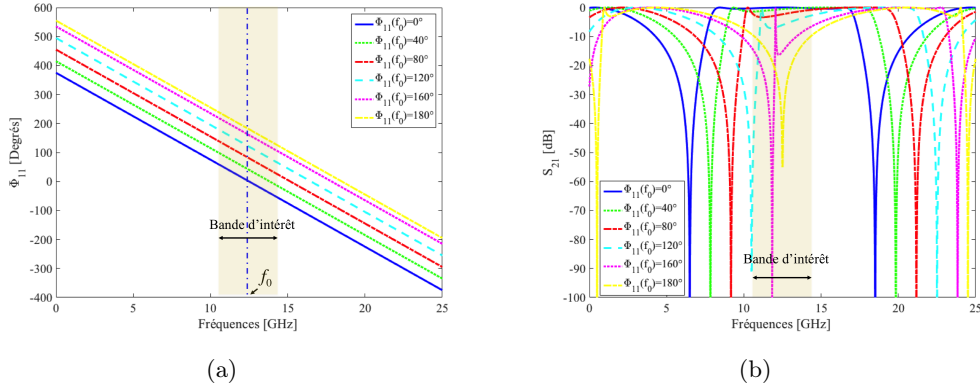 600
500
400
300
200
100
0
-100
-200
-300
-400
Φ11 [Degrés]
0
5
10
15
20
25
Fréquences [GHz]
Φ11(f0)=0°
Φ11(f0)=40°
Φ11(f0)=80°
Φ11(f0)=120°
Φ11(f0)=160°
Φ11(f0)=180°
Bande d’intérêt
f0
(a)
0
-10
-20
-30
-40
-50
-60
-70
-80
-90
-100
S21 [dB]
0
5
10
15
20
25
Fréquences [GHz]
Φ11(f0)=0°
Φ11(f0)=40°
Φ11(f0)=80°
Φ11(f0)=120°
Φ11(f0)=160°
Φ11(f0)=180°
Bande d’intérêt
(b)